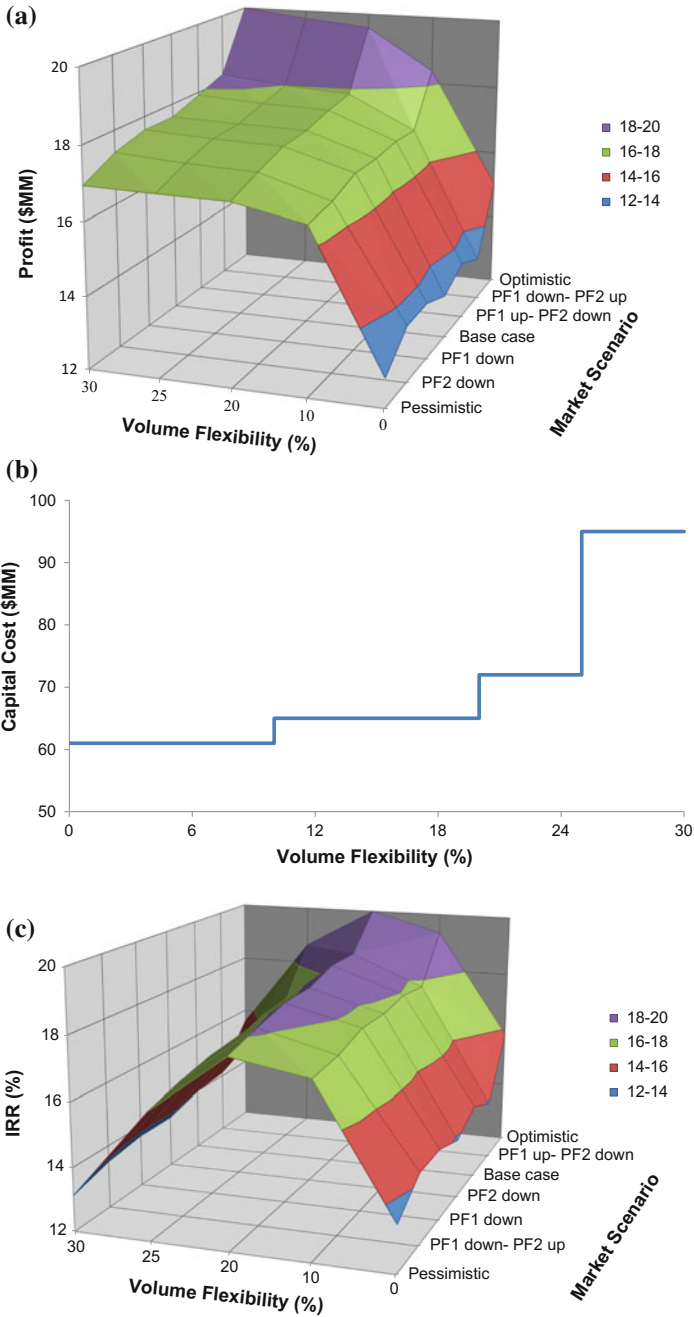 (a)
20
18
16
14
12
Profit ($MM)
30
25
20
10
0
Volume Flexibility (%)
Optimistic
PF1 down- PF2 up
PF1 up- PF2 down
Base case
PF1 down
PF2 down
Pessimistic
Market Scenario
18-20
16-18
14-16
12-14
(b)
100
90
80
70
60
50
Capital Cost ($MM)
0
6
12
18
24
30
Volume Flexibility (%)
(c)
20
18
16
14
12
IRR (%)
30
25
20
10
0
Volume Flexibility (%)
Optimistic
PF1 up- PF2 down
Base case
PF2 down
PF1 down
PF1 down- PF2 up
Pessimistic
Market Scenario
18-20
16-18
14-16
12-14